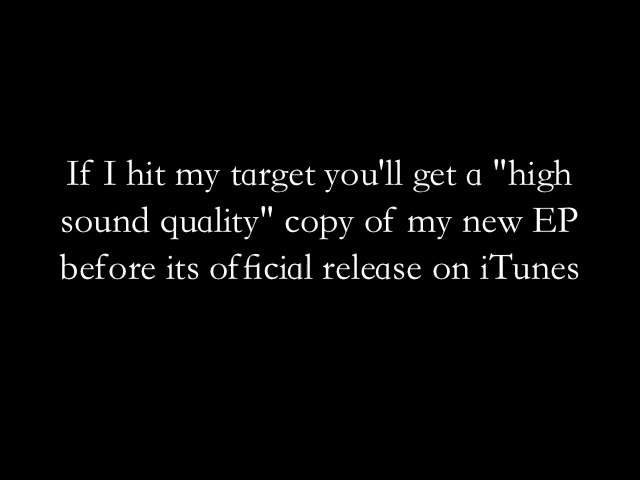 If I hit my target you'll get a "high
sound quality" copy of my new EP
before its official release on iTunes